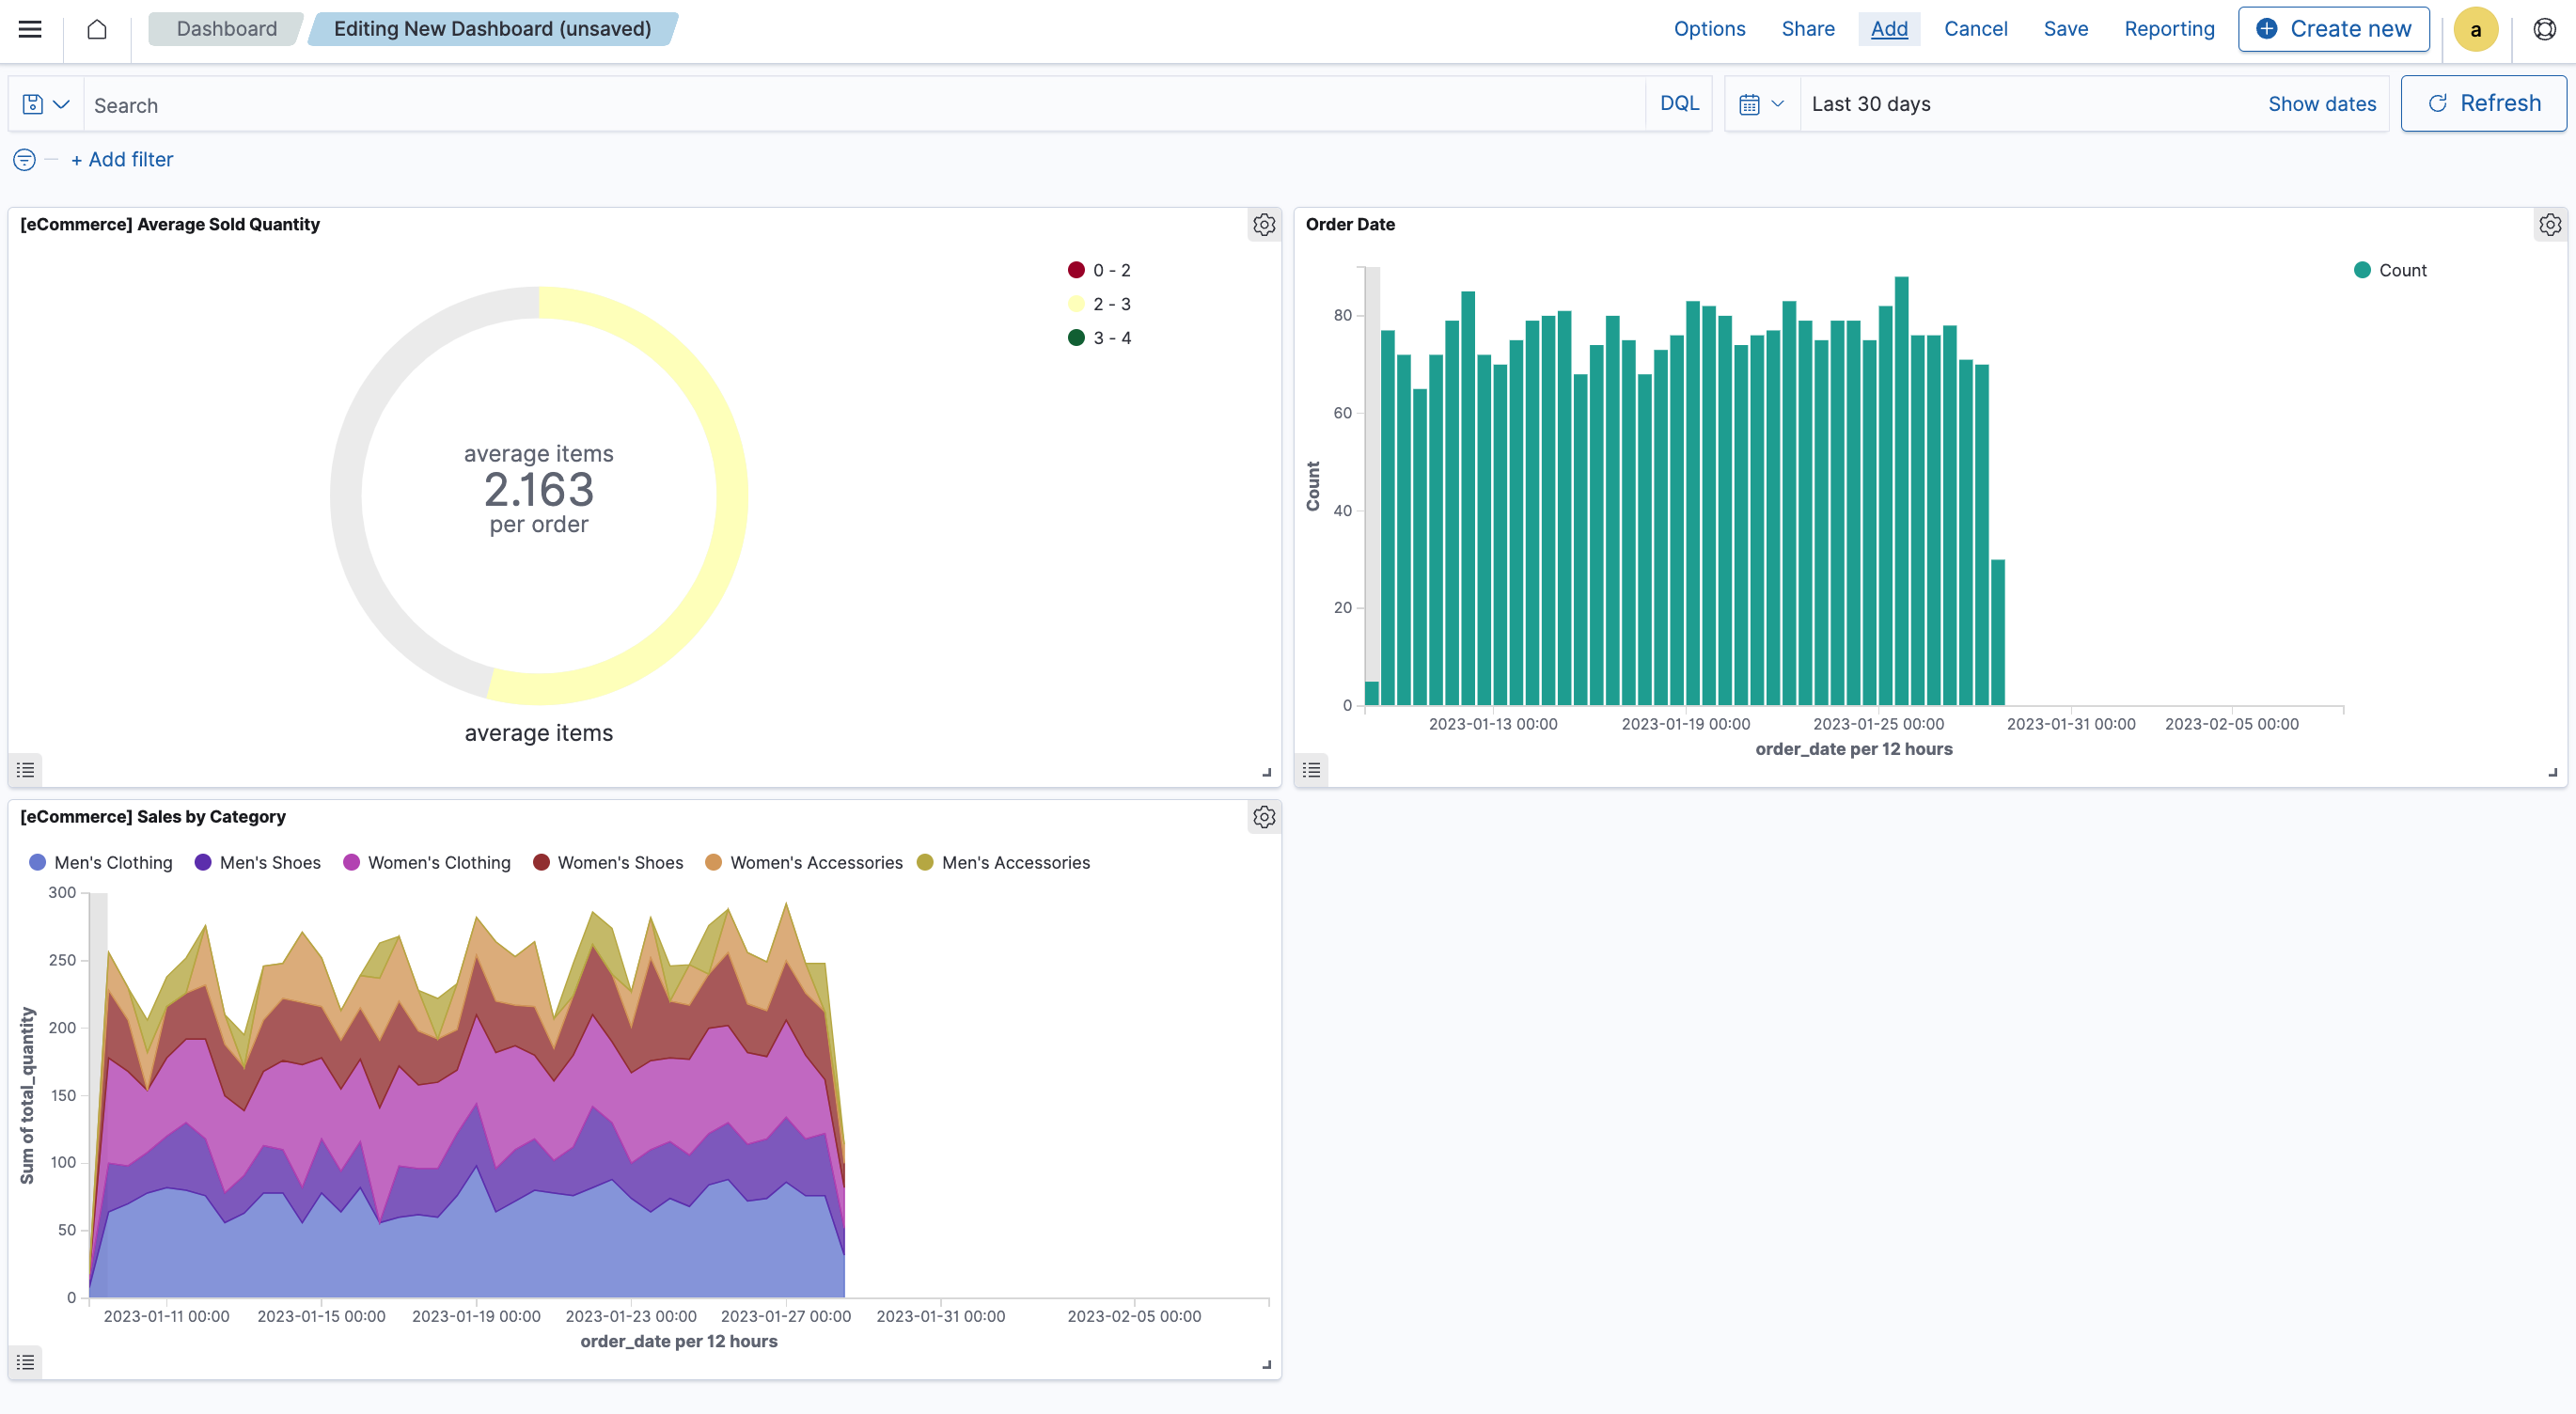 Dashboard
Editing New Dashboard (unsaved)
Options
Share
Add
Cancel
Save
Reporting
Create new
a
Search
DQL
Last 30 days
Show dates
Refresh
+ Add filter
[eCommerce] Average Sold Quantity
0 - 2
2 - 3
3 - 4
average items
2.163
per order
average items
Order Date
Count
80
60
40
20
0
Count
2023-01-13 00:00
2023-01-19 00:00
2023-01-25 00:00
2023-01-31 00:00
2023-02-05 00:00
order_date per 12 hours
[eCommerce] Sales by Category
Men's Clothing
Men's Shoes
Women's Clothing
Women's Shoes
Women's Accessories
Men's Accessories
300
250
200
150
100
50
0
Sum of total_quantity
2023-01-11 00:00
2023-01-15 00:00
2023-01-19 00:00
2023-01-23 00:00
2023-01-27 00:00
2023-01-31 00:00
2023-02-05 00:00
order_date per 12 hours